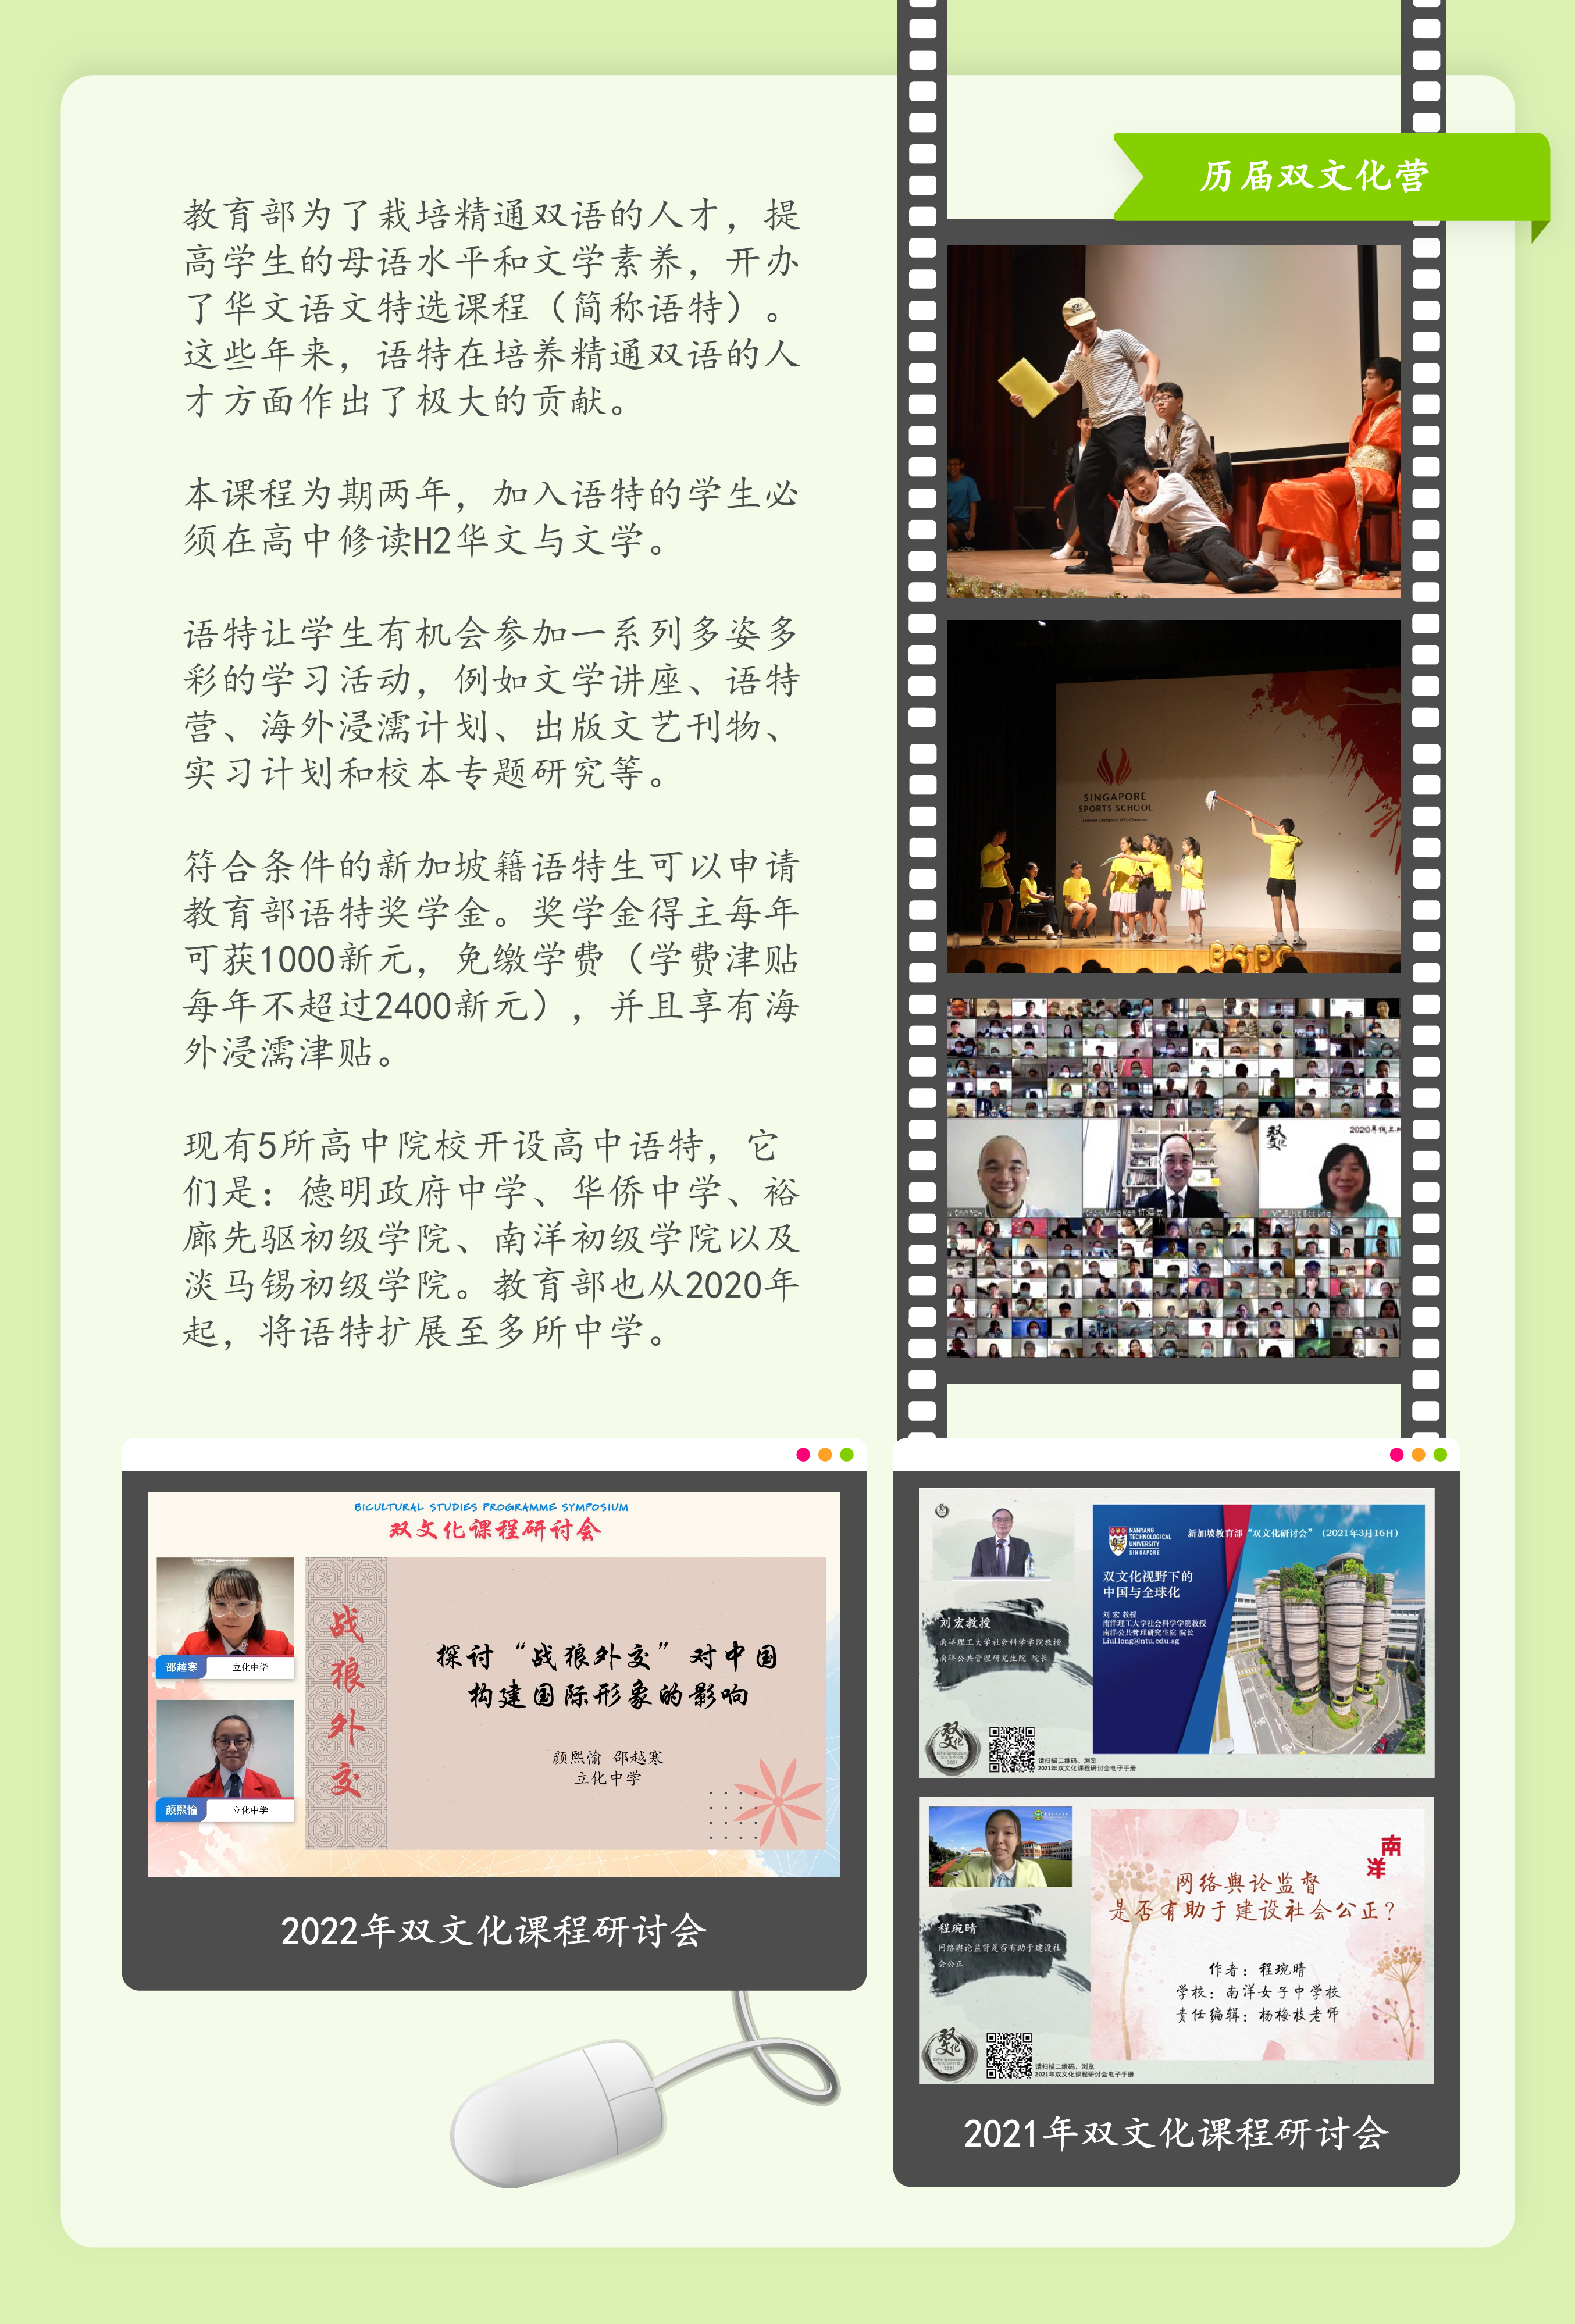 历届双文化营
教育部为了栽培精通双语的人才，提
高学生的母语水平和文学素养，开办
了华文语文特选课程（简称语特）。
这些年来，语特在培养精通双语的人
才方面作出了极大的贡献。
本课程为期两年，加入语特的学生必
须在高中修读H2华文与文学。
语特让学生有机会参加一系列多姿多
彩的学习活动，例如文学讲座、语特
营、海外浸濡计划、出版文艺刊物、
实习计划和校本专题研究等。
符合条件的新加坡籍语特生可以申请
教育部语特奖学金。奖学金得主每年
可获1000新元，免缴学费（学费津贴
每年不超过2400新元），并且享有海
外浸濡津贴。
现有5所高中院校开设高中语特，它
们是：德明政府中学、华侨中学、裕
廊先驱初级学院、南洋初级学院以及
淡马锡初级学院。教育部也从2020年
起，将语特扩展至多所中学。
SINGAPORE
SPORTS SCHOOL
BSPC
双
文化
BICULTURAL STUDIES PROGRAMME SYMPOSIUM
双文化课程研讨会
邵越寒
立化中学
颜熙愉
立化中学
战
狼
外
交
探讨“战狼外交”对中国
构建国际形象的影响
颜熙愉 邵越寒
立化中学
2022年双文化课程研讨会
刘宏教授
南洋理工大学社会科学学院教授
南洋公共管理研究生院 院长
双
文化
请扫描二维码，浏览
2021年双文化课程研讨会电子手册
NANYANG
TECHNOLOGICAL
UNIVERSITY
SINGAPORE
新加坡教育部“双文化研讨会”（2021年3月16日）
双文化视野下的
中国与全球化
刘 宏 教授
南洋理工大学社会科学学院教授
南洋公共管理研究生院 院长
LiuHong@ntu.edu.sg
程琬晴
网络舆论监督是否有助于建设社
会公正
双
文化
请扫描二维码，浏览
2021年双文化课程研讨会电子手册
南
洋
网络舆论监督
是否有助于建设社会公正？
作者：程琬晴
学校：南洋女子中学校
责任编辑：杨梅枝老师
2021年双文化课程研讨会